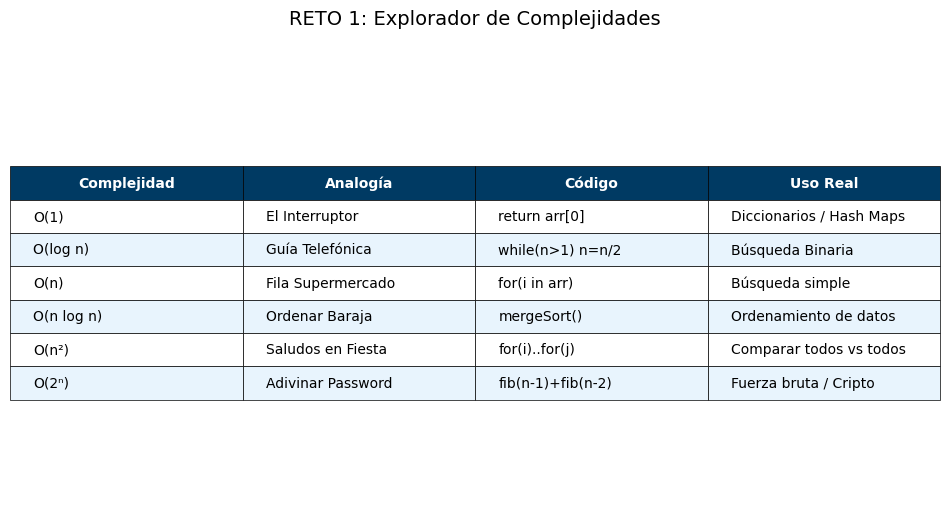 RETO 1: Explorador de Complejidades
Complejidad Analogía Código Uso Real
O(1) El Interruptor return arr[0] Diccionarios / Hash Maps
O(log n) Guía Telefónica while(n>1) n=n/2 Búsqueda Binaria
O(n) Fila Supermercado for(i in arr) Búsqueda simple
O(n log n) Ordenar Baraja mergeSort() Ordenamiento de datos
O(n²) Saludos en Fiesta for(i)..for(j) Comparar todos vs todos
O(2ⁿ) Adivinar Password fib(n-1)+fib(n-2) Fuerza bruta / Cripto